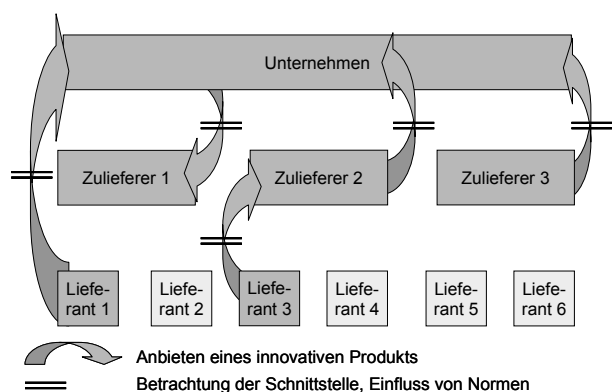 Unternehmen
Zulieferer 1
Zulieferer 2
Zulieferer 3
Liefe-
rant 1
Liefe-
rant 2
Liefe-
rant 3
Liefe-
rant 4
Liefe-
rant 5
Liefe-
rant 6
Anbieten eines innovativen Produkts
Betrachtung der Schnittstelle, Einfluss von Normen